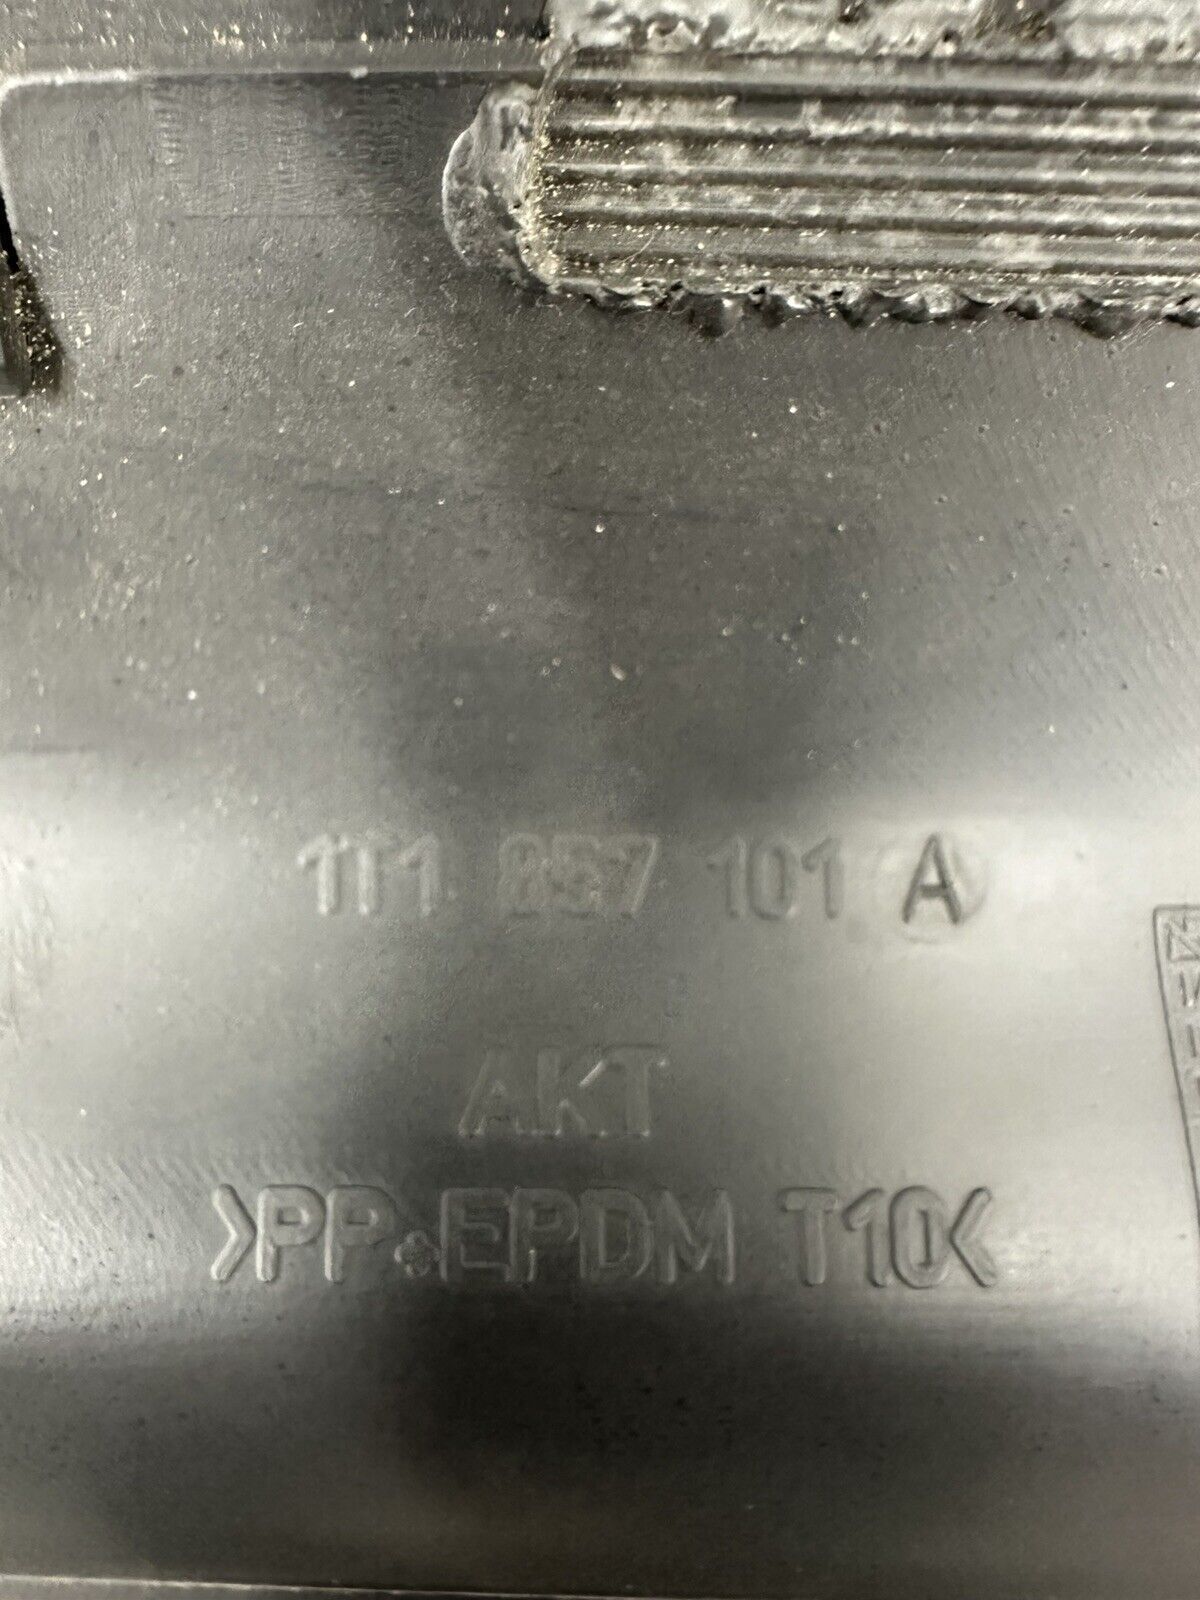 1T1 857 101 A
AKT
>PP+EPDM T10<